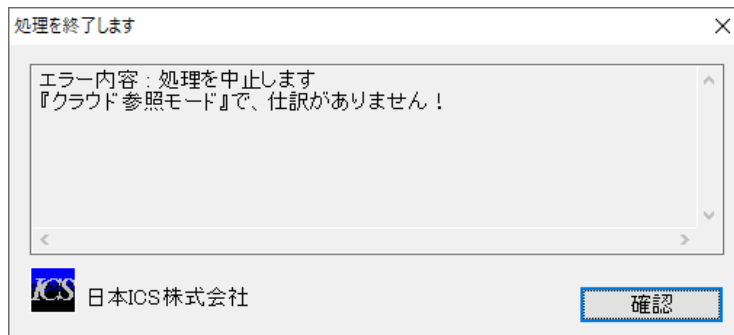 処理を終了します
エラー内容：処理を中止します
『クラウド参照モード』で、仕訳がありません！
ICS 日本ICS株式会社
確認